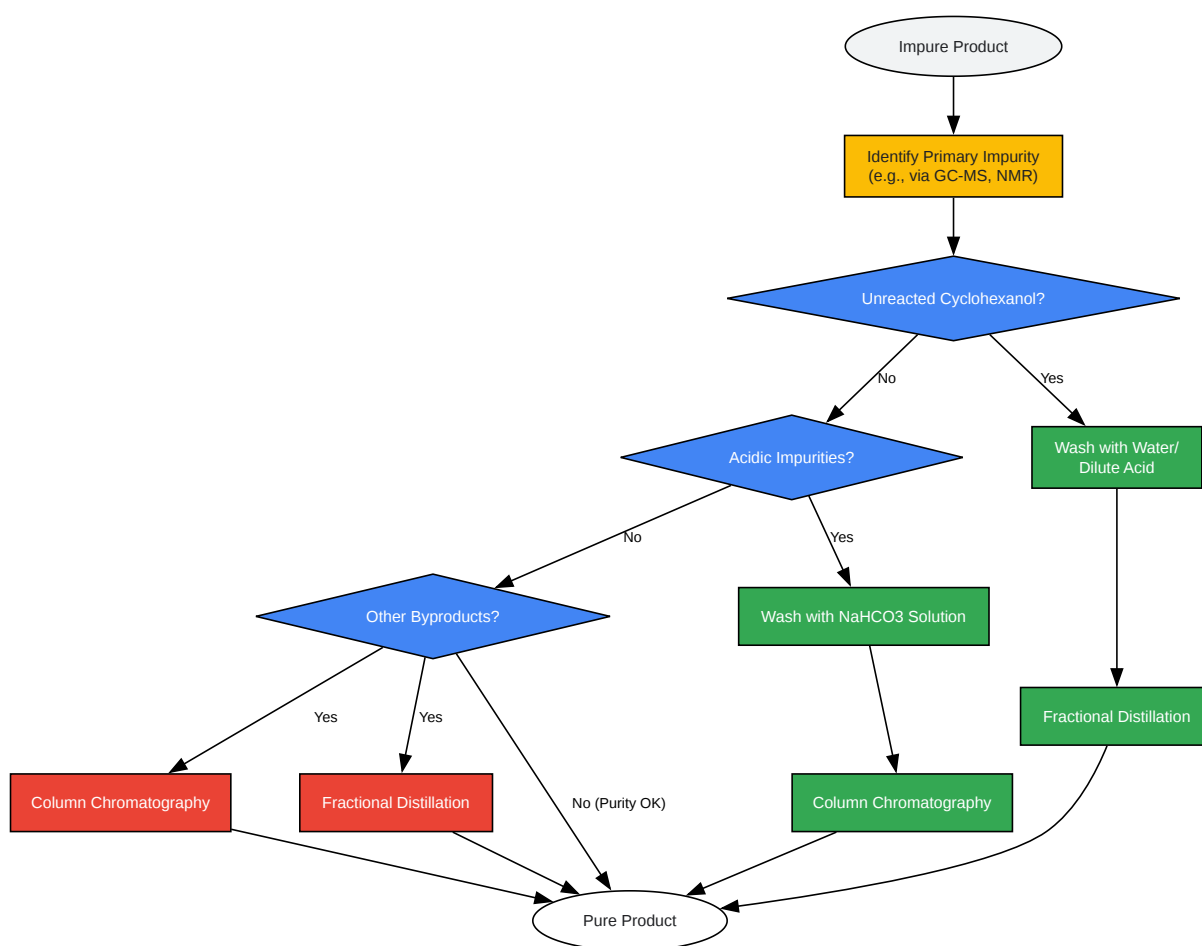 Impure Product
Identify Primary Impurity
(e.g., via GC-MS, NMR)
Unreacted Cyclohexanol?
No
Yes
Acidic Impurities?
Wash with Water/
Dilute Acid
No
Yes
Other Byproducts?
Wash with NaHCO3 Solution
Yes
Yes
Fractional Distillation
Column Chromatography
Fractional Distillation
No (Purity OK)
Column Chromatography
Pure Product